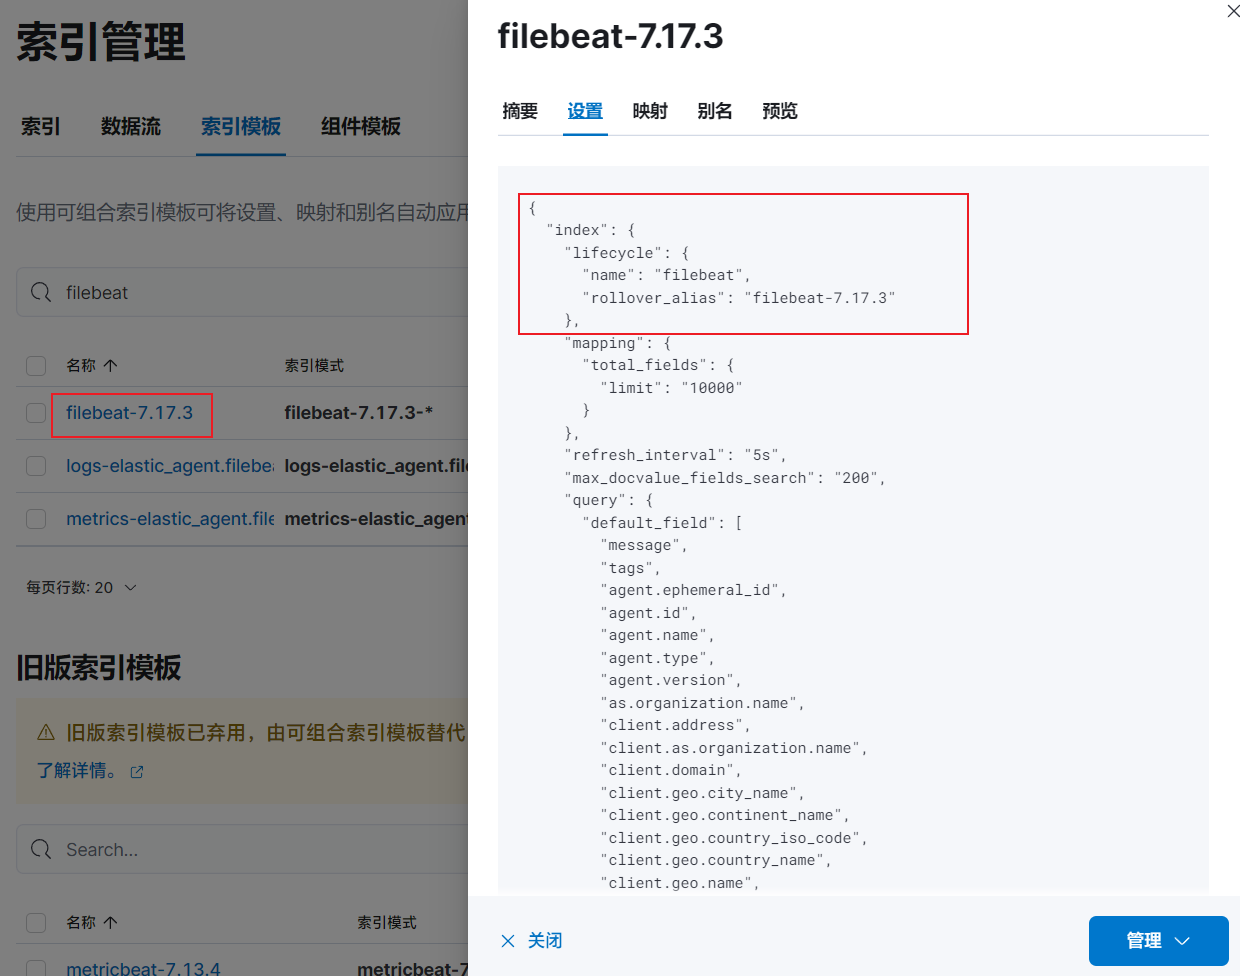 索引管理
索引 数据流 索引模板 组件模板
使用可组合索引模板可将设置、映射和别名自动应用
filebeat
名称 索引模式
filebeat-7.17.3 filebeat-7.17.3-*
logs-elastic_agent.filebe logs-elastic_agent.file
metrics-elastic_agent.file metrics-elastic_agent
每页行数: 20
旧版索引模板
旧版索引模板已弃用，由可组合索引模板替代
了解详情。
Search...
名称 索引模式
metricbeat-7.13.4 metricbeat-7
filebeat-7.17.3
摘要 设置 映射 别名 预览
{
"index": {
"lifecycle": {
"name": "filebeat",
"rollover_alias": "filebeat-7.17.3"
},
"mapping": {
"total_fields": {
"limit": "10000"
}
},
"refresh_interval": "5s",
"max_docvalue_fields_search": "200",
"query": {
"default_field": [
"message",
"tags",
"agent.ephemeral_id",
"agent.id",
"agent.name",
"agent.type",
"agent.version",
"as.organization.name",
"client.address",
"client.as.organization.name",
"client.domain",
"client.geo.city_name",
"client.geo.continent_name",
"client.geo.country_iso_code",
"client.geo.country_name",
"client.geo.name",
关闭
管理